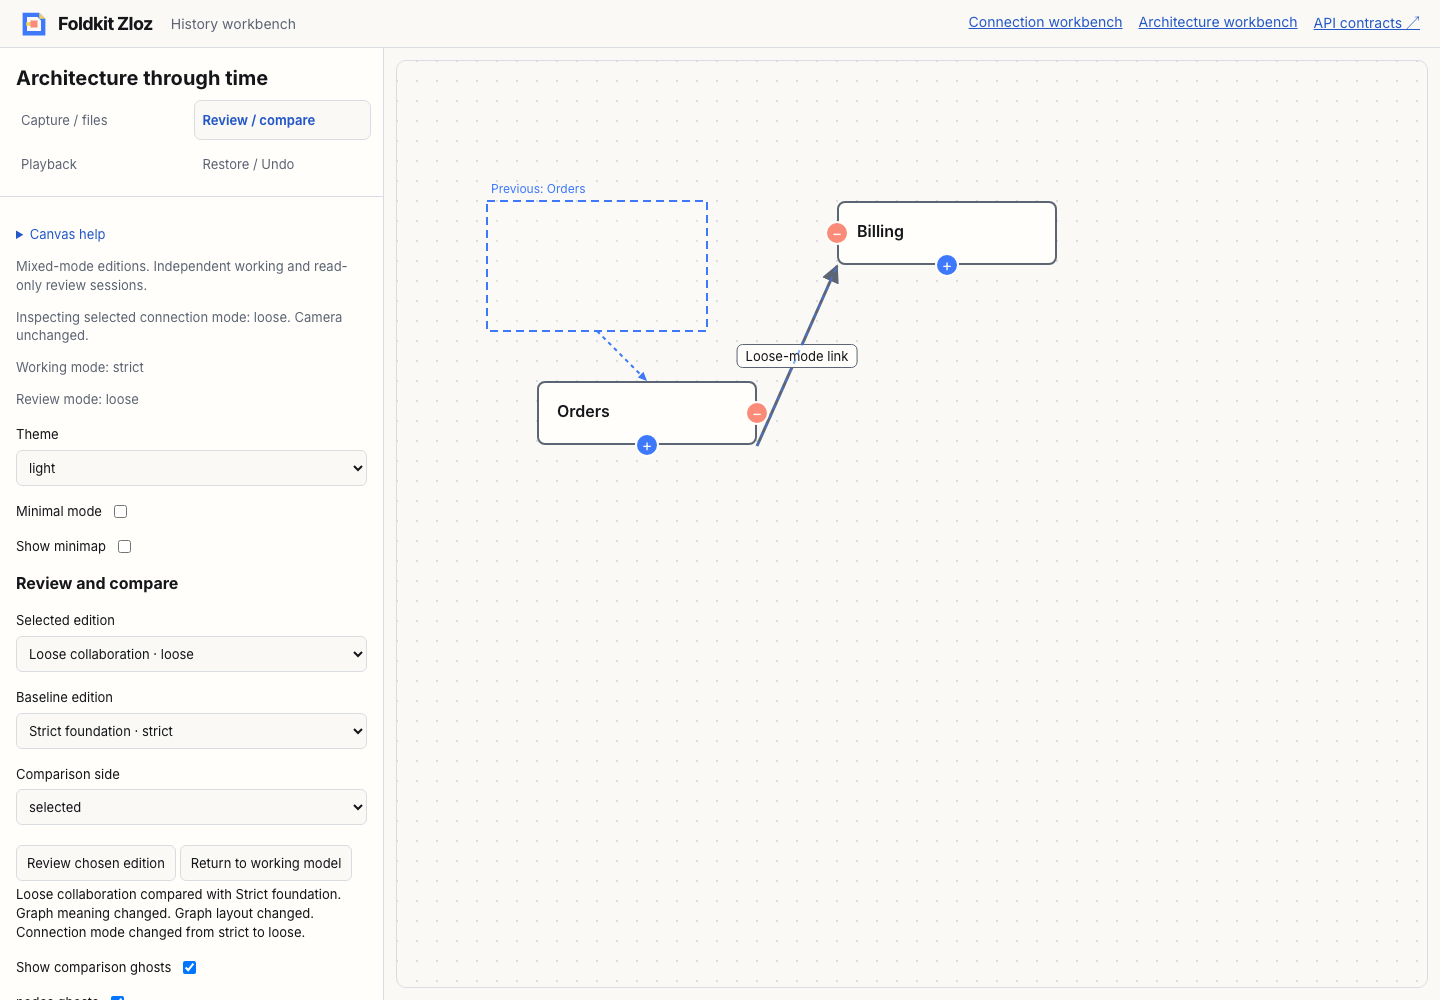 Foldkit Zloz
History workbench
Connection workbench
Architecture workbench
API contracts ↗
Architecture through time
Capture / files
Review / compare
Playback
Restore / Undo
Canvas help
Mixed-mode editions. Independent working and read-
only review sessions.
Inspecting selected connection mode: loose. Camera
unchanged.
Working mode: strict
Review mode: loose
Theme
light
Minimal mode
Show minimap
Review and compare
Selected edition
Loose collaboration · loose
Baseline edition
Strict foundation · strict
Comparison side
selected
Review chosen edition
Return to working model
Loose collaboration compared with Strict foundation.
Graph meaning changed. Graph layout changed.
Connection mode changed from strict to loose.
Show comparison ghosts
nodes ghosts
Previous: Orders
Billing
Loose-mode link
Orders